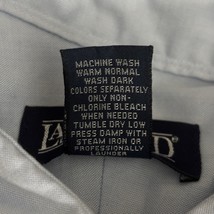 MACHINE WASH
WARM NORMAL
WASH DARK
COLORS SEPARATELY
ONLY NON-
CHLORINE BLEACH
WHEN NEEDED
TUMBLE DRY LOW
PRESS DAMP WITH
STEAM IRON OR
PROFESSIONALLY
LAUNDER